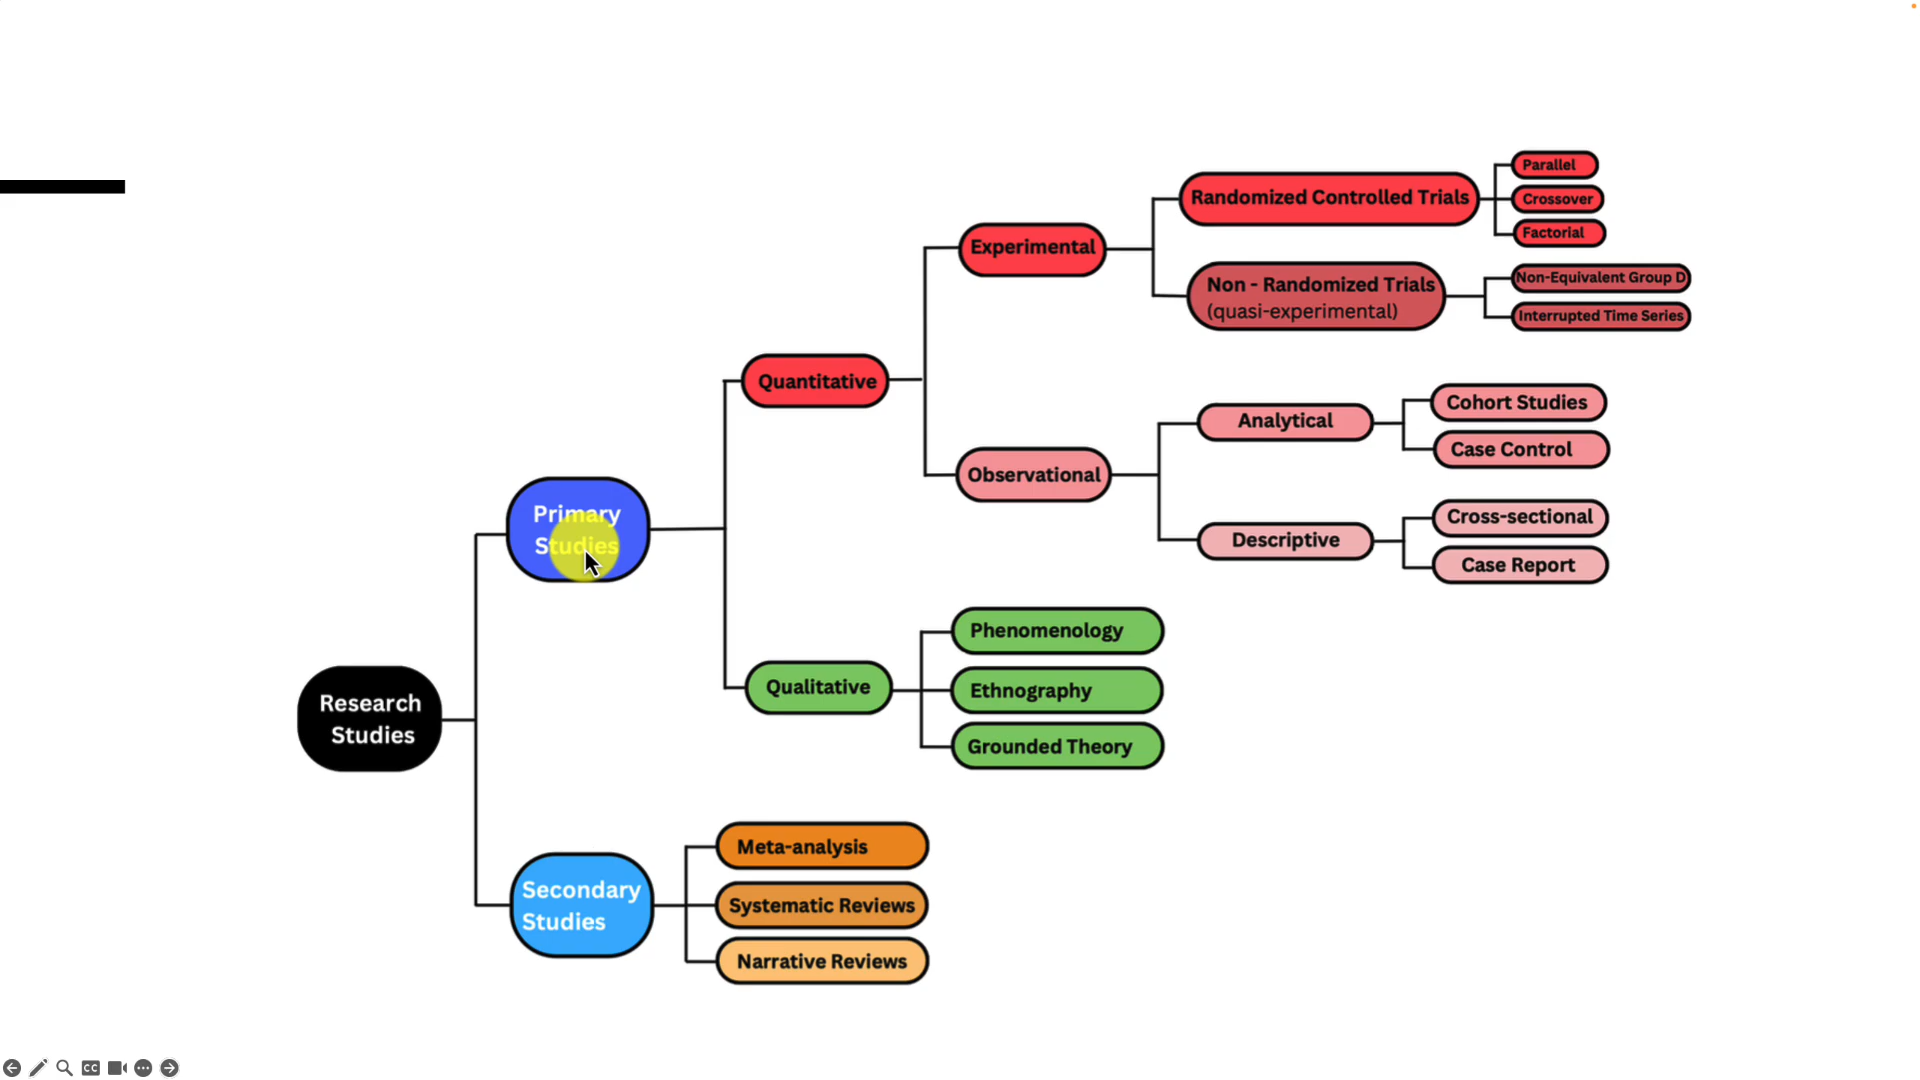 Research
Studies
Primary
Studies
Secondary
Studies
Quantitative
Qualitative
Experimental
Observational
Randomized Controlled Trials
Parallel
Crossover
Factorial
Non - Randomized Trials
(quasi-experimental)
Non-Equivalent Group D
Interrupted Time Series
Analytical
Cohort Studies
Case Control
Descriptive
Cross-sectional
Case Report
Phenomenology
Ethnography
Grounded Theory
Meta-analysis
Systematic Reviews
Narrative Reviews
CC